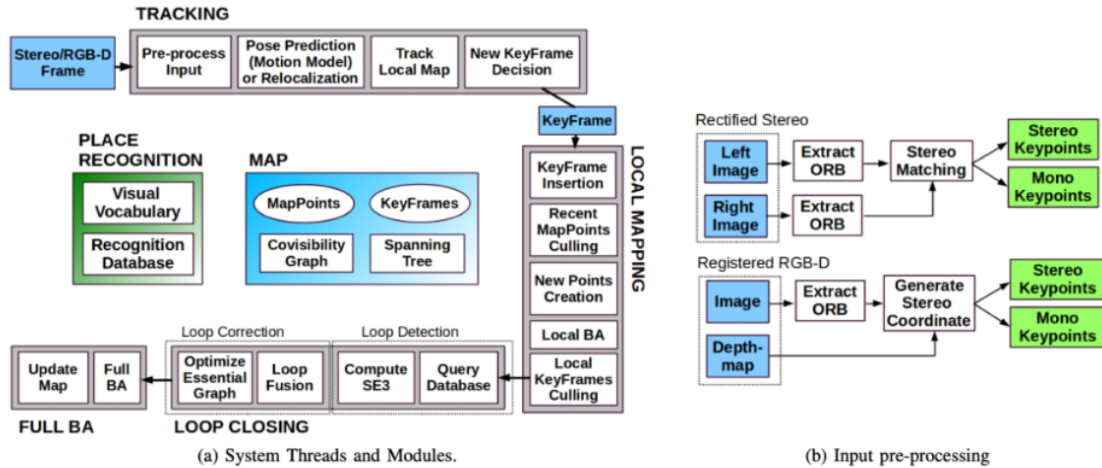 TRACKING
Stereo/RGB-D
Frame
Pre-process
Input
Pose Prediction
(Motion Model)
or Relocalization
Track
Local Map
New KeyFrame
Decision
KeyFrame
PLACE
RECOGNITION
Visual
Vocabulary
Recognition
Database
MAP
MapPoints
KeyFrames
Covisibility
Graph
Spanning
Tree
LOCAL MAPPING
KeyFrame
Insertion
Recent
MapPoints
Culling
New Points
Creation
Local BA
Local
KeyFrames
Culling
Loop Correction
Loop Detection
Optimize
Essential
Graph
Loop
Fusion
Compute
SE3
Query
Database
Update
Map
Full
BA
FULL BA
LOOP CLOSING
(a) System Threads and Modules.
Rectified Stereo
Left
Image
Extract
ORB
Stereo
Matching
Stereo
Keypoints
Mono
Keypoints
Right
Image
Extract
ORB
Registered RGB-D
Image
Extract
ORB
Generate
Stereo
Coordinate
Stereo
Keypoints
Mono
Keypoints
Depth-
map
(b) Input pre-processing